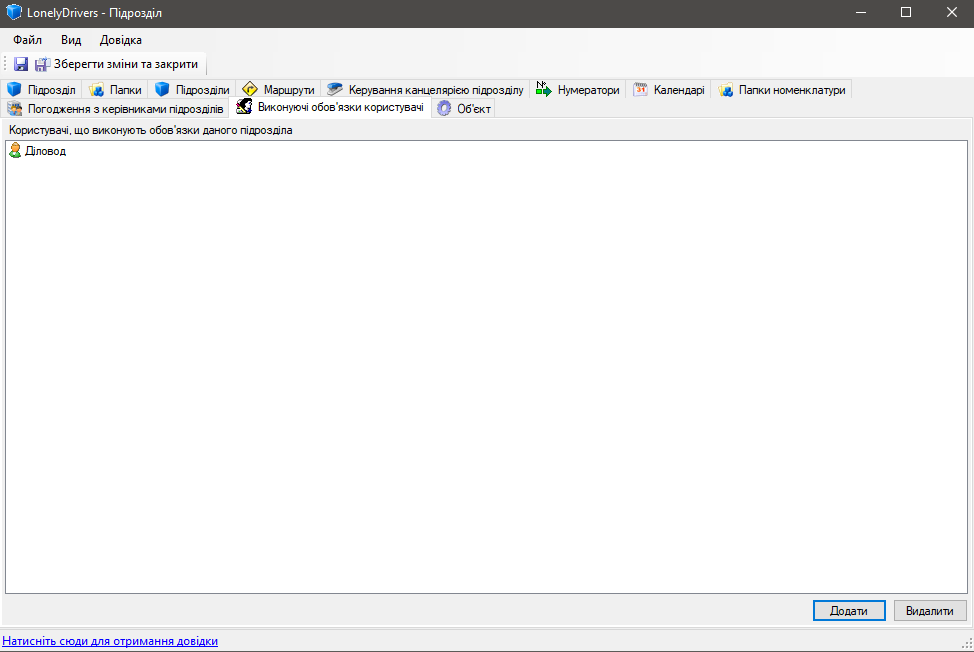 LonelyDrivers - Підрозділ
Файл Вид Довідка
Зберегти зміни та закрити
Підрозділ Папки Підрозділи Маршрути Керування канцелярією підрозділу Нумератори Календарі Папки номенклатури
Погодження з керівниками підрозділів Виконуючі обов'язки користувачі Об'єкт
Користувачі, що виконують обов'язки даного підрозділа
Діловод
Додати Видалити
Натисніть сюди для отримання довідки